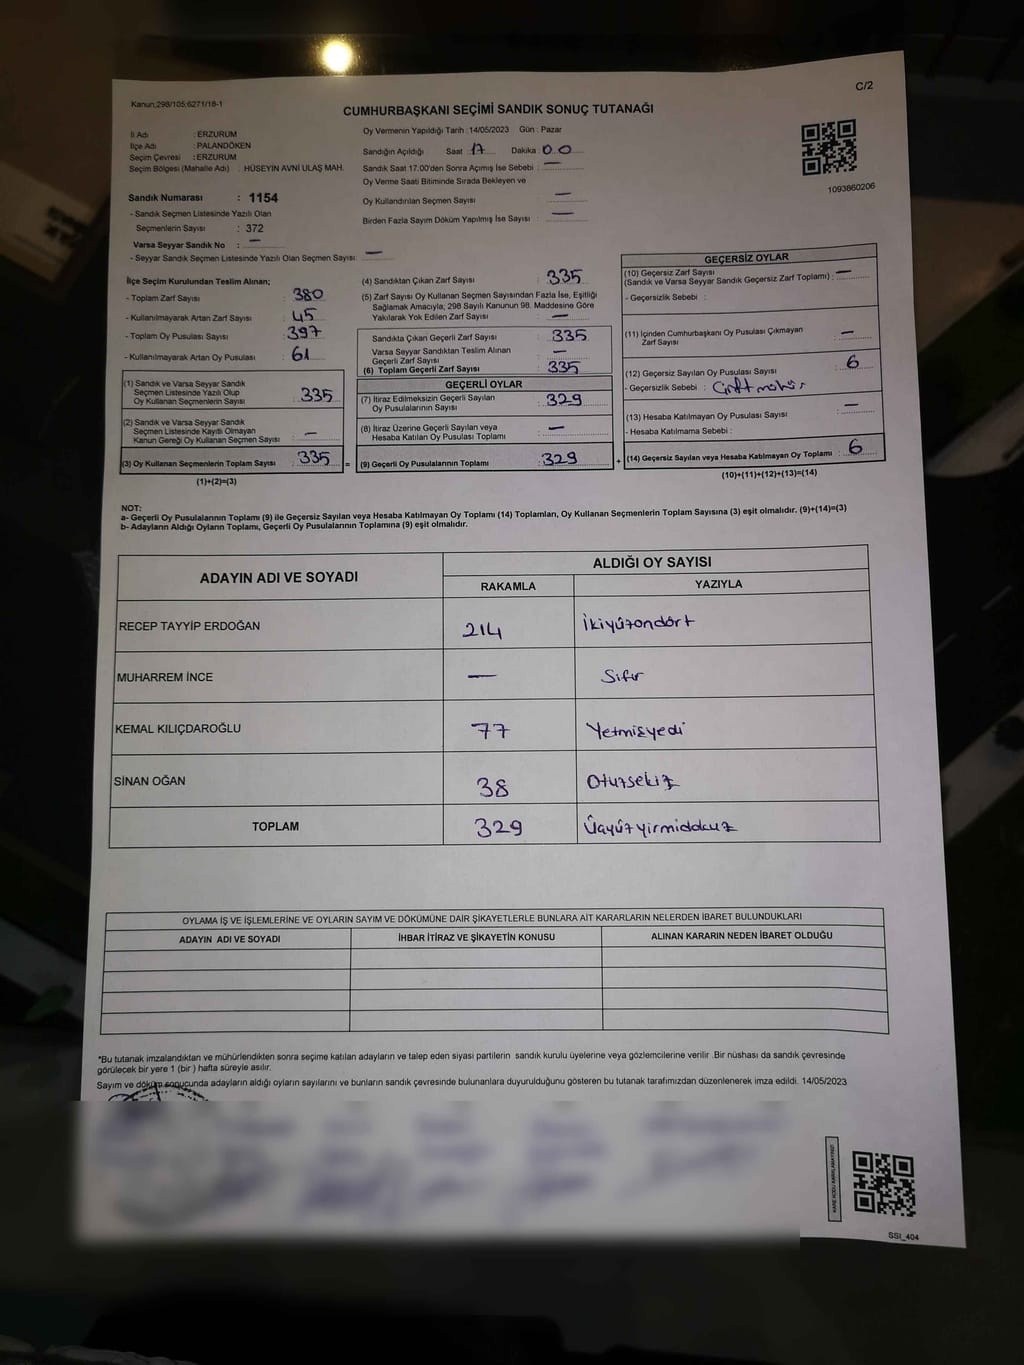 C/2
Kanun;298/105;6271/18-1
CUMHURBAŞKANI SEÇİMİ SANDIK SONUÇ TUTANAĞI
İl Adı : ERZURUM
İlçe Adı : PALANDÖKEN
Seçim Çevresi : ERZURUM
Seçim Bölgesi (Mahalle Adı) : HÜSEYİN AVNİ ULAŞ MAH.
Sandık Numarası : 1154
- Sandık Seçmen Listesinde Yazılı Olan
Seçmenlerin Sayısı : 372
Varsa Seyyar Sandık No : —
- Seyyar Sandık Seçmen Listesinde Yazılı Olan Seçmen Sayısı: —
Oy Vermenin Yapıldığı Tarih :14/05/2023 Gün : Pazar
Sandığın Açıldığı Saat :17 Dakika :00
Sandık Saat 17.00'den Sonra Açımış İse Sebebi : —
Oy Verme Saati Bitiminde Sırada Bekleyen ve
Oy Kullandırılan Seçmen Sayısı —
Birden Fazla Sayım Döküm Yapılmış İse Sayısı : —
1093860206
İlçe Seçim Kurulundan Teslim Alınan;
- Toplam Zarf Sayısı : 380
- Kullanılmayarak Artan Zarf Sayısı : 45
- Toplam Oy Pusulası Sayısı : 397
- Kullanılmayarak Artan Oy Pusulası : 61
(1) Sandık ve Varsa Seyyar Sandık
Seçmen Listesinde Yazılı Olup
Oy Kullanan Seçmenlerin Sayısı : 335
(2) Sandık ve Varsa Seyyar Sandık
Seçmen Listesinde Kayıtlı Olmayan
Kanun Gereği Oy Kullanan Seçmen Sayısı : —
(3) Oy Kullanan Seçmenlerin Toplam Sayısı : 335
(1)+(2)=(3)
(4) Sandıktan Çıkan Zarf Sayısı : 335
(5) Zarf Sayısı Oy Kullanan Seçmen Sayısından Fazla İse, Eşitliği
Sağlamak Amacıyla; 298 Sayılı Kanunun 98. Maddesine Göre
Yakılarak Yok Edilen Zarf Sayısı : —
Sandıkta Çıkan Geçerli Zarf Sayısı : 335
Varsa Seyyar Sandıktan Teslim Alınan
Geçerli Zarf Sayısı : —
(6) Toplam Geçerli Zarf Sayısı : 335
GEÇERLİ OYLAR
(7) İtiraz Edilmeksizin Geçerli Sayılan
Oy Pusulalarının Sayısı : 329
(8) İtiraz Üzerine Geçerli Sayılan veya
Hesaba Katılan Oy Pusulası Toplamı : —
= (9) Geçerli Oy Pusulalarının Toplamı : 329
GEÇERSİZ OYLAR
(10) Geçersiz Zarf Sayısı
(Sandık ve Varsa Seyyar Sandık Geçersiz Zarf Toplamı) : —
- Geçersizlik Sebebi :
(11) İçinden Cumhurbaşkanı Oy Pusulası Çıkmayan
Zarf Sayısı : —
(12) Geçersiz Sayılan Oy Pusulası Sayısı : 6
- Geçersizlik Sebebi : Çift mühür
(13) Hesaba Katılmayan Oy Pusulası Sayısı : —
- Hesaba Katılmama Sebebi :
+ (14) Geçersiz Sayılan veya Hesaba Katılmayan Oy Toplamı : 6
(10)+(11)+(12)+(13)=(14)
NOT:
a- Geçerli Oy Pusulalarının Toplamı (9) ile Geçersiz Sayılan veya Hesaba Katılmayan Oy Toplamı (14) Toplamları, Oy Kullanan Seçmenlerin Toplam Sayısına (3) eşit olmalıdır. (9)+(14)=(3)
b- Adayların Aldığı Oyların Toplamı, Geçerli Oy Pusulalarının Toplamına (9) eşit olmalıdır.
ADAYIN ADI VE SOYADI
ALDIĞI OY SAYISI
RAKAMLA YAZIYLA
RECEP TAYYİP ERDOĞAN 214 İkiyüzondört
MUHARREM İNCE — Sıfır
KEMAL KILIÇDAROĞLU 77 Yetmişyedi
SİNAN OĞAN 38 Otuzsekiz
TOPLAM 329 Üçyüzyirmidokuz
OYLAMA İŞ VE İŞLEMLERİNE VE OYLARIN SAYIM VE DÖKÜMÜNE DAİR ŞİKAYETLERLE BUNLARA AİT KARARLARIN NELERDEN İBARET BULUNDUKLARI
ADAYIN ADI VE SOYADI İHBAR İTİRAZ VE ŞİKAYETİN KONUSU ALINAN KARARIN NEDEN İBARET OLDUĞU
*Bu tutanak imzalandıktan ve mühürlendikten sonra seçime katılan adayların ve talep eden siyasi partilerin sandık kurulu üyelerine veya gözlemcilerine verilir .Bir nüshası da sandık çevresinde
görülecek bir yere 1 (bir ) hafta süreyle asılır.
Sayım ve döküm sonucunda adayların aldığı oyların sayılarını ve bunların sandık çevresinde bulunanlara duyurulduğunu gösteren bu tutanak tarafımızdan düzenlenerek imza edildi. 14/05/2023
SSI_404